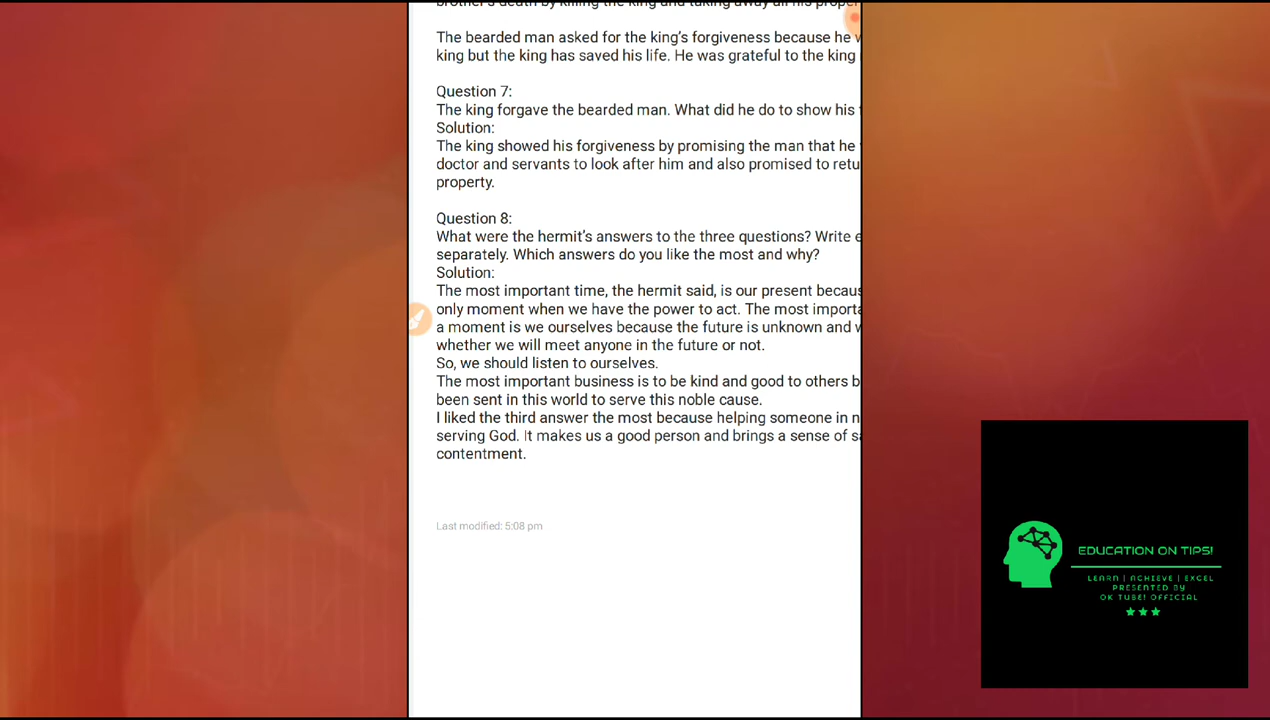 The bearded man asked for the king's forgiveness because he
king but the king has saved his life. He was grateful to the king
Question 7:
The king forgave the bearded man. What did he do to show his
Solution:
The king showed his forgiveness by promising the man that he
doctor and servants to look after him and also promised to
property.
Question 8:
What were the hermit's answers to the three questions? Write
separately. Which answers do you like the most and why?
Solution:
The most important time, the hermit said, is our present
only moment when we have the power to act. The most
a moment is we ourselves because the future is unknown and
whether we will meet anyone in the future or not.
So, we should listen to ourselves.
The most important business is to be kind and good to others
been sent in this world to serve this noble cause.
I liked the third answer the most because helping someone in
serving God. It makes us a good person and brings a sense of
contentment.
Last modified: 5:08 pm
EDUCATION ON TIPS!
LEARN | ACHIEVE | EXCEL
PRESENTED BY
OK TUBE! OFFICIAL